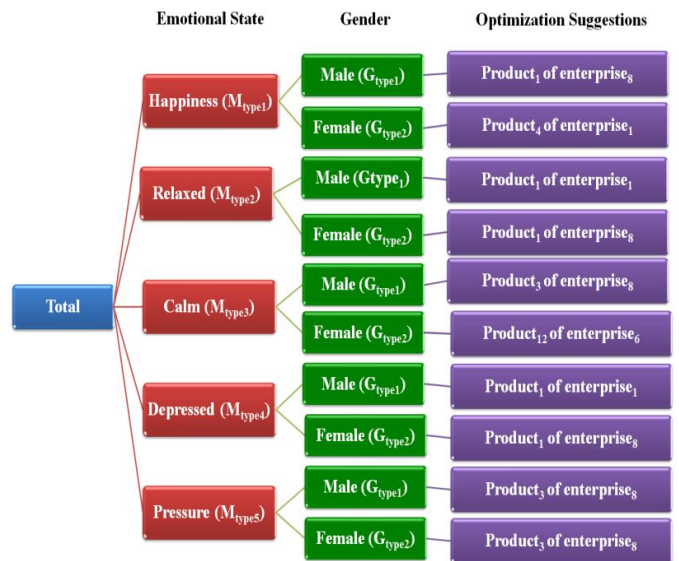 Emotional State Gender Optimization Suggestions
Happiness (Mtype1)
Male (Gtype1) Product1 of enterprise8
Female (Gtype2) Product4 of enterprise1
Relaxed (Mtype2)
Male (Gtype1) Product1 of enterprise1
Female (Gtype2) Product1 of enterprise8
Total
Calm (Mtype3)
Male (Gtype1) Product3 of enterprise8
Female (Gtype2) Product12 of enterprise6
Depressed (Mtype4)
Male (Gtype1) Product1 of enterprise1
Female (Gtype2) Product1 of enterprise8
Pressure (Mtype5)
Male (Gtype1) Product3 of enterprise8
Female (Gtype2) Product3 of enterprise8